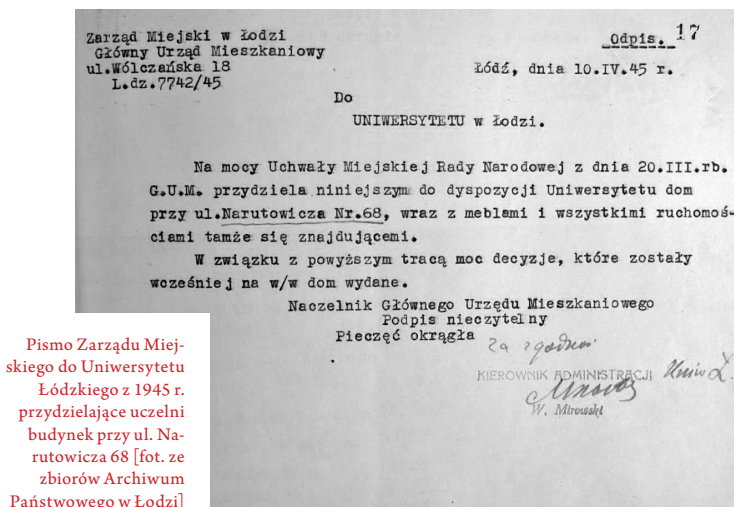 Zarząd Miejski w Łodzi
Główny Urząd Mieszkaniowy
ul.Wólczańska 18
L.dz.7742/45
Odpis. 17
Łódź, dnia 10.IV.45 r.
Do
UNIWERSYTETU w Łodzi.
Na mocy Uchwały Miejskiej Rady Narodowej z dnia 20.III.rb.
G.U.M. przydziela niniejszym do dyspozycji Uniwersytetu dom
przy ul.Narutowicza Nr.68, wraz z meblami i wszystkimi ruchomoś-
ciami tamże się znajdującemi.
W związku z powyższym tracą moc decyzje, które zostały
wcześniej na w/w dom wydane.
Naczelnik Głównego Urzędu Mieszkaniowego
Podpis nieczytelny
Pieczęć okrągła
Za zgodność
KIEROWNIK ADMINISTRACJI Uniw Ł.
W. Mirowski
Pismo Zarządu Miej-
skiego do Uniwersytetu
Łódzkiego z 1945 r.
przydzielające uczelni
budynek przy ul. Na-
rutowicza 68 [fot. ze
zbiorów Archiwum
Państwowego w Łodzi]